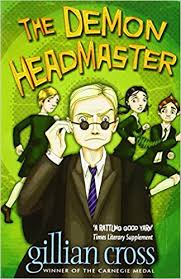 THE DEMON
HEADMASTER
'A RATTLING GOOD YARN'
Times Literary Supplement
gillian cross
WINNER OF THE CARNEGIE MEDAL